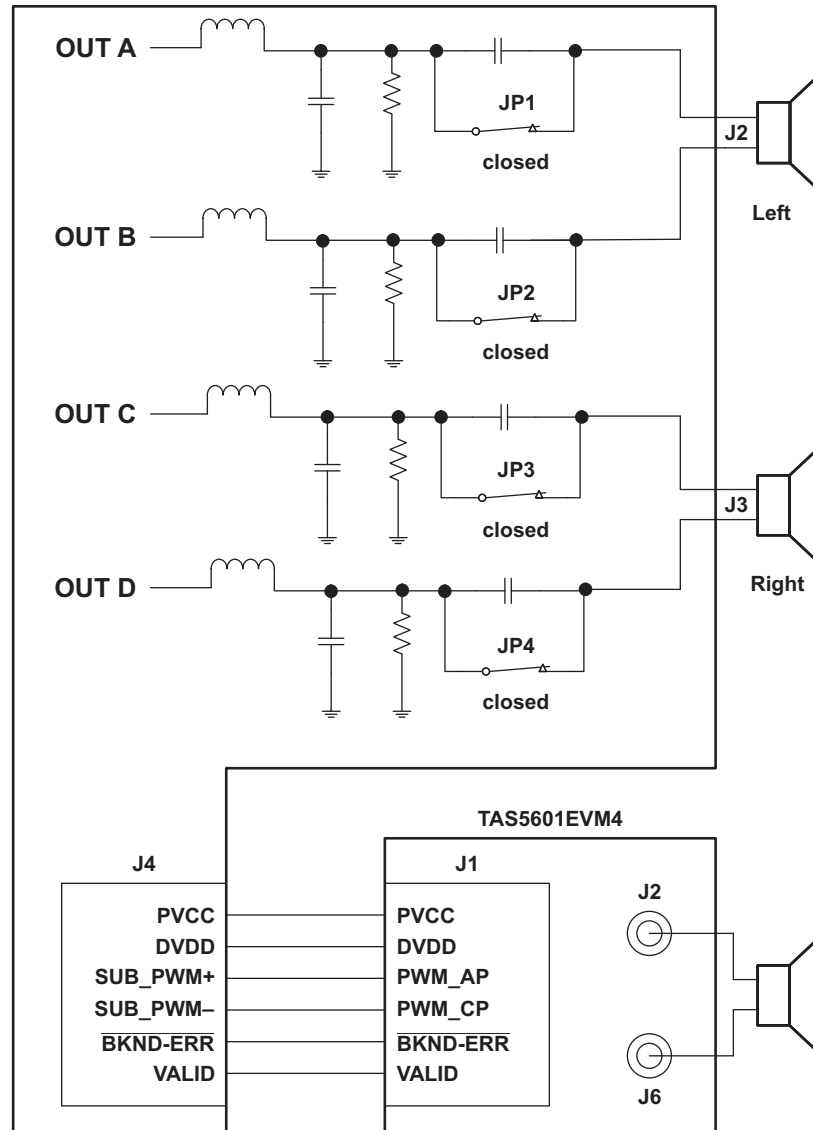 OUT A
JP1
closed
J2
Left
OUT B
JP2
closed
OUT C
JP3
closed
J3
Right
OUT D
JP4
closed
TAS5601EVM4
J4
J1
J2
PVCC
PVCC
DVDD
DVDD
SUB_PWM+
PWM_AP
SUB_PWM–
PWM_CP
BKND-ERR
BKND-ERR
VALID
VALID
J6